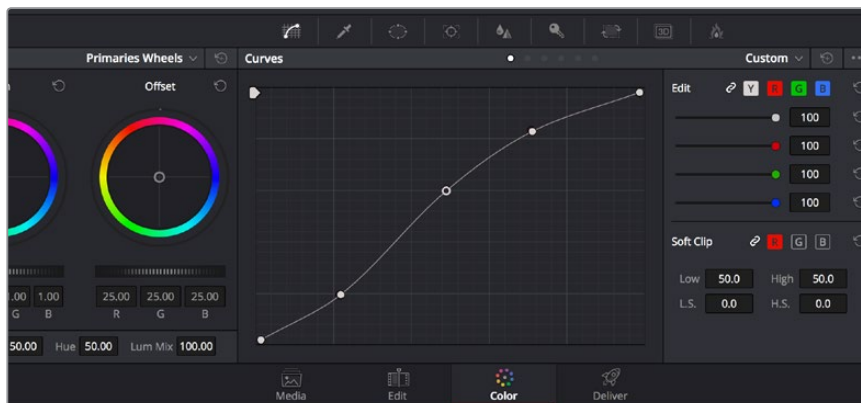 3D
Primaries Wheels
Curves
Custom
Offset
Edit Y R G B
100
100
100
100
Soft Clip R G B
Low 50.0 High 50.0
L.S. 0.0 H.S. 0.0
1.00 25.00 25.00 25.00
G B R G B
50.00 Hue 50.00 Lum Mix 100.00
Media Edit Color Deliver